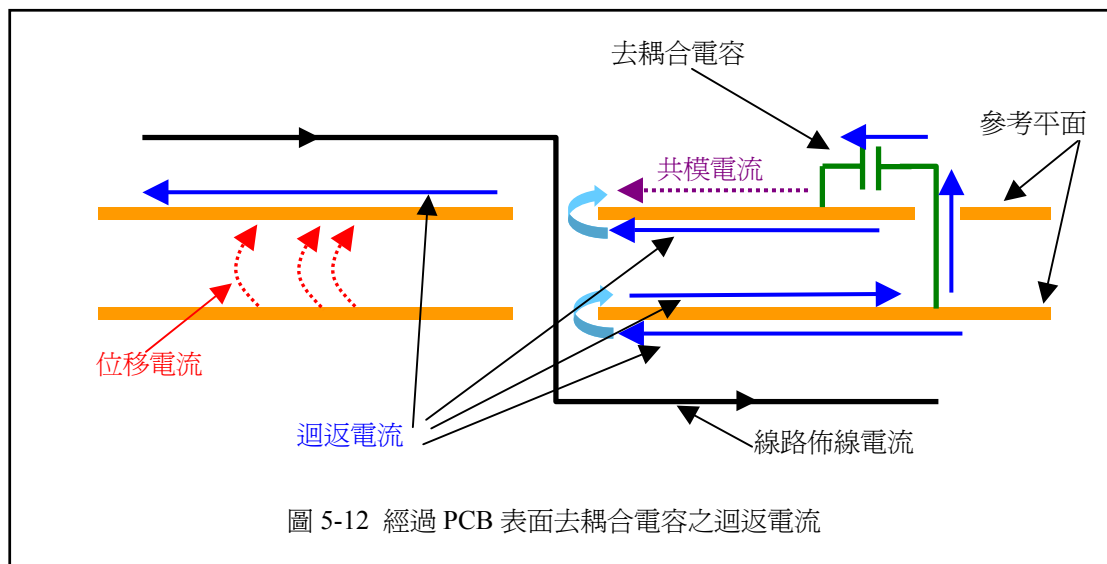 去耦合電容
參考平面
共模電流
位移電流
迴返電流
線路佈線電流
圖 5-12 經過 PCB 表面去耦合電容之迴返電流